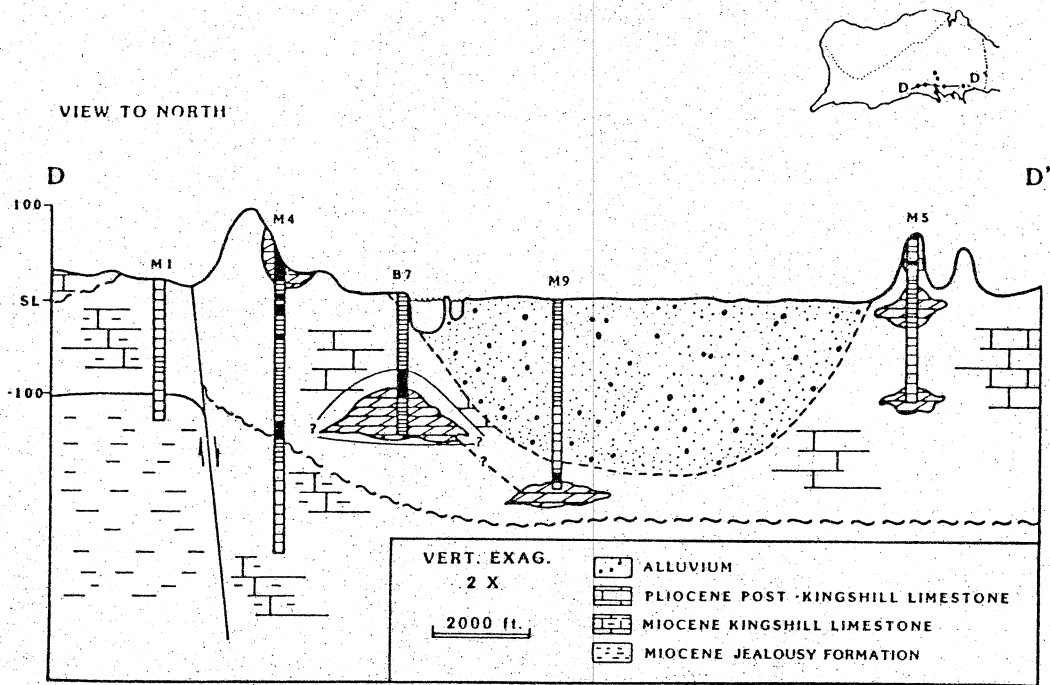 D D'
VIEW TO NORTH
D D'
100
M4 M5
M1 B7 M9
SL
-100
? ?
?
VERT. EXAG.
2 X
2000 ft.
ALLUVIUM
PLIOCENE POST-KINGSHILL LIMESTONE
MIOCENE KINGSHILL LIMESTONE
MIOCENE JEALOUSY FORMATION